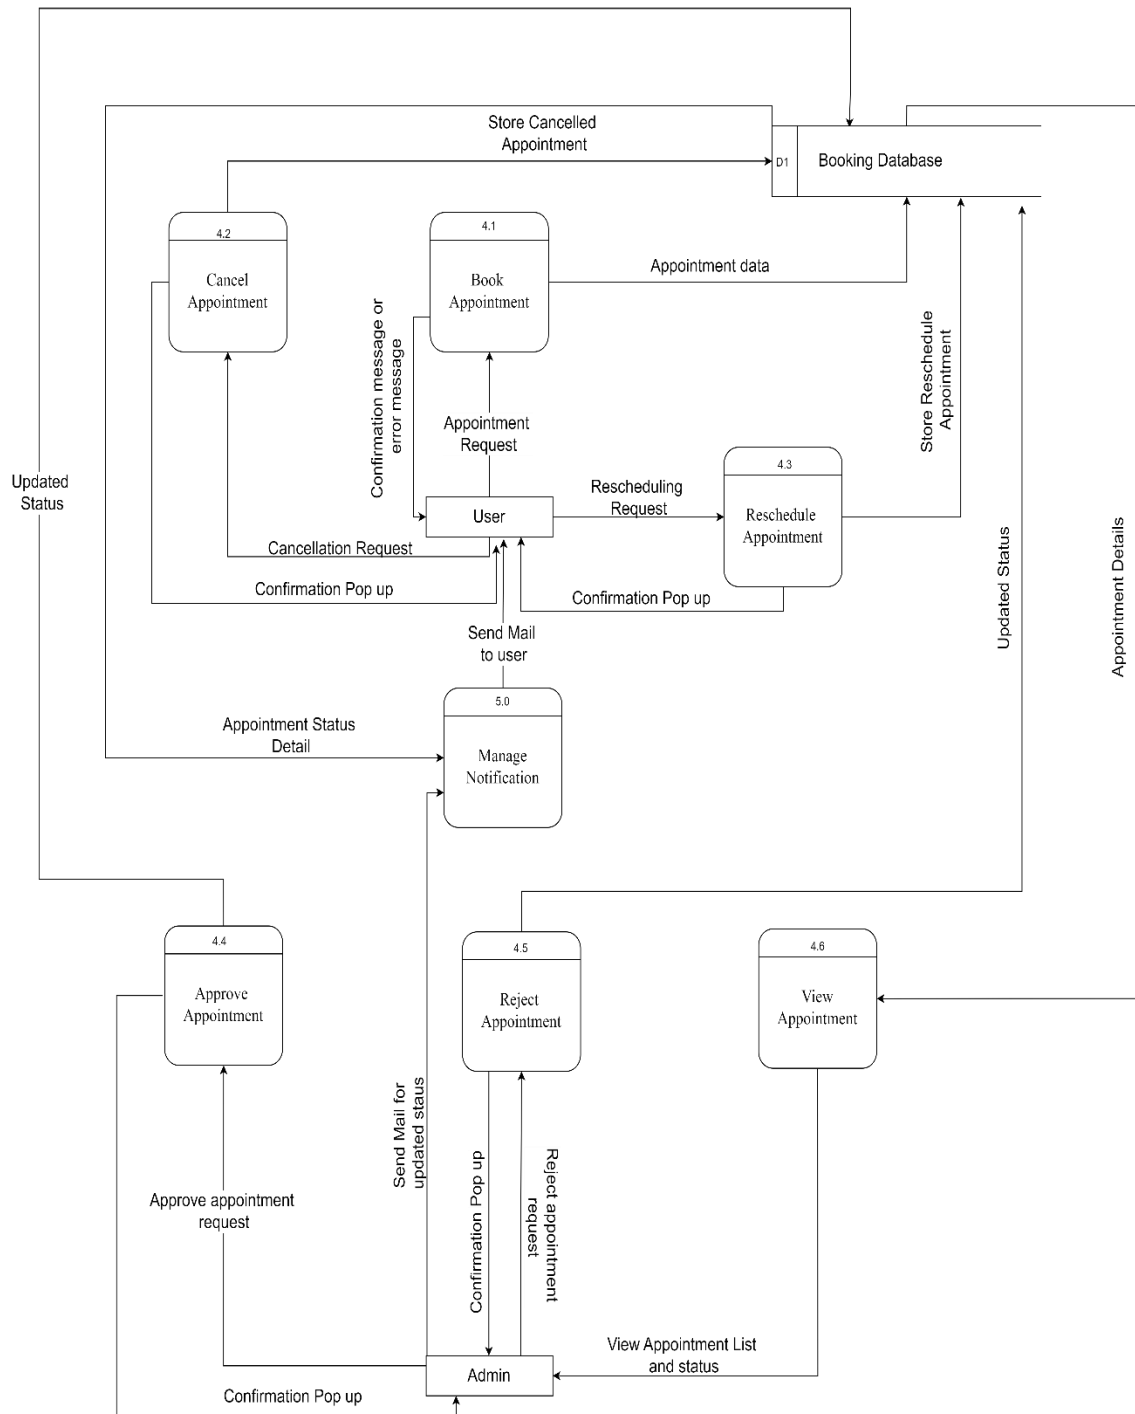 Store Cancelled
Appointment
D1
Booking Database
4.2
Cancel
Appointment
4.1
Book
Appointment
Appointment data
Confirmation message or
error message
Store Reschedule
Appointment
Appointment
Request
4.3
Reschedule
Appointment
Updated
Status
Rescheduling
Request
User
Cancellation Request
Confirmation Pop up
Confirmation Pop up
Updated Status
Appointment Details
Send Mail
to user
5.0
Manage
Notification
Appointment Status
Detail
4.4
Approve
Appointment
4.5
Reject
Appointment
4.6
View
Appointment
Send Mail for
updated staus
Confirmation Pop up
Reject appointment
request
Approve appointment
request
View Appointment List
and status
Admin
Confirmation Pop up